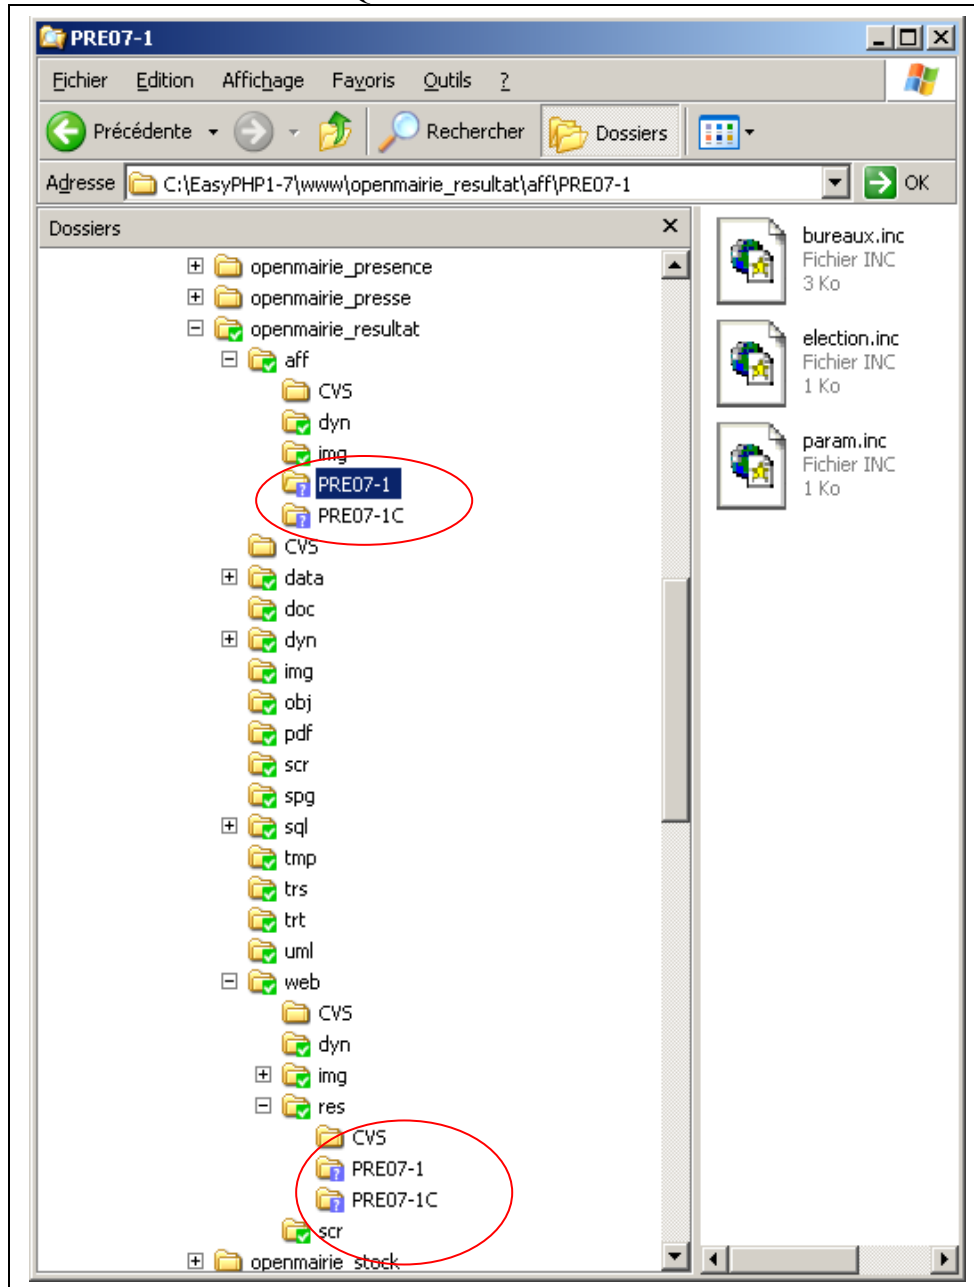 PRE07-1
Fichier Edition Affichage Favoris Outils ?
Précédente Rechercher Dossiers
Adresse C:\EasyPHP1-7\www\openmairie_resultat\aff\PRE07-1 OK
Dossiers
openmairie_presence
openmairie_presse
openmairie_resultat
aff
CVS
dyn
img
PRE07-1
PRE07-1C
CVS
data
doc
dyn
img
obj
pdf
scr
spg
sql
tmp
trs
trt
uml
web
CVS
dyn
img
res
CVS
PRE07-1
PRE07-1C
scr
openmairie_stock
bureaux.inc
Fichier INC
3 Ko
election.inc
Fichier INC
1 Ko
param.inc
Fichier INC
1 Ko